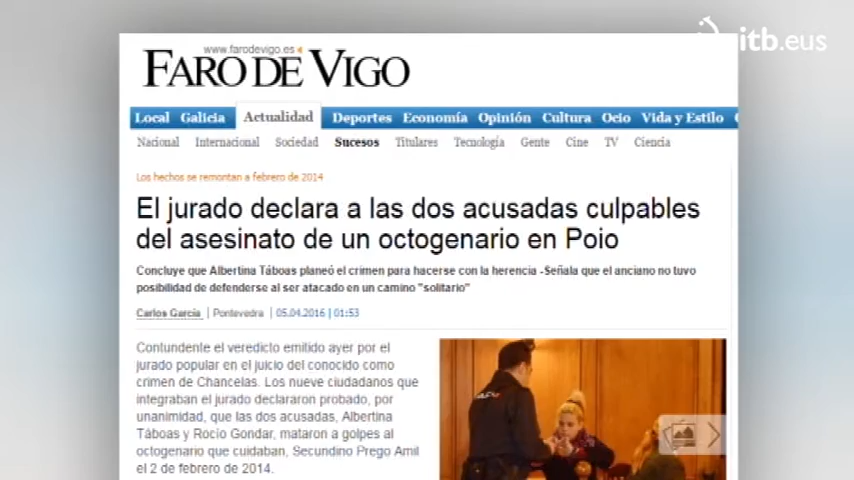 itb.eus
www.farodevigo.es
FARO DE VIGO
Local Galicia Actualidad Deportes Economía Opinión Cultura Ocio Vida y Estilo
Nacional Internacional Sociedad Sucesos Titulares Tecnología Gente Cine TV Ciencia
Los hechos se remontan a febrero de 2014
El jurado declara a las dos acusadas culpables
del asesinato de un octogenario en Poio
Concluye que Albertina Táboas planeó el crimen para hacerse con la herencia -Señala que el anciano no tuvo
posibilidad de defenderse al ser atacado en un camino "solitario"
Carlos García | Pontevedra | 05.04.2016 | 01:53
Contundente el veredicto emitido ayer por el
jurado popular en el juicio del conocido como
crimen de Chancelas. Los nueve ciudadanos que
integraban el jurado declararon probado, por
unanimidad, que las dos acusadas, Albertina
Táboas y Rocío Gondar, mataron a golpes al
octogenario que cuidaban, Secundino Prego Amil
el 2 de febrero de 2014.